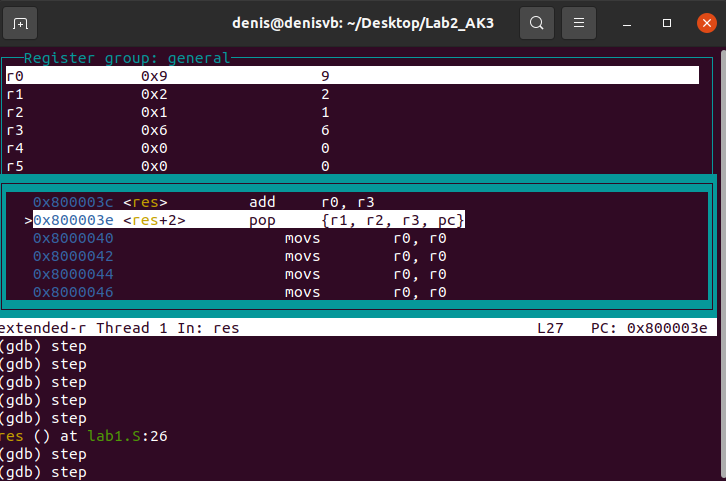 denis@denisvb: ~/Desktop/Lab2_AK3
Register group: general
r0 0x9 9
r1 0x2 2
r2 0x1 1
r3 0x6 6
r4 0x0 0
r5 0x0 0
0x800003c <res> add r0, r3
>0x800003e <res+2> pop {r1, r2, r3, pc}
0x8000040 movs r0, r0
0x8000042 movs r0, r0
0x8000044 movs r0, r0
0x8000046 movs r0, r0
extended-r Thread 1 In: res L27 PC: 0x800003e
(gdb) step
(gdb) step
(gdb) step
(gdb) step
(gdb) step
res () at lab1.S:26
(gdb) step
(gdb) step